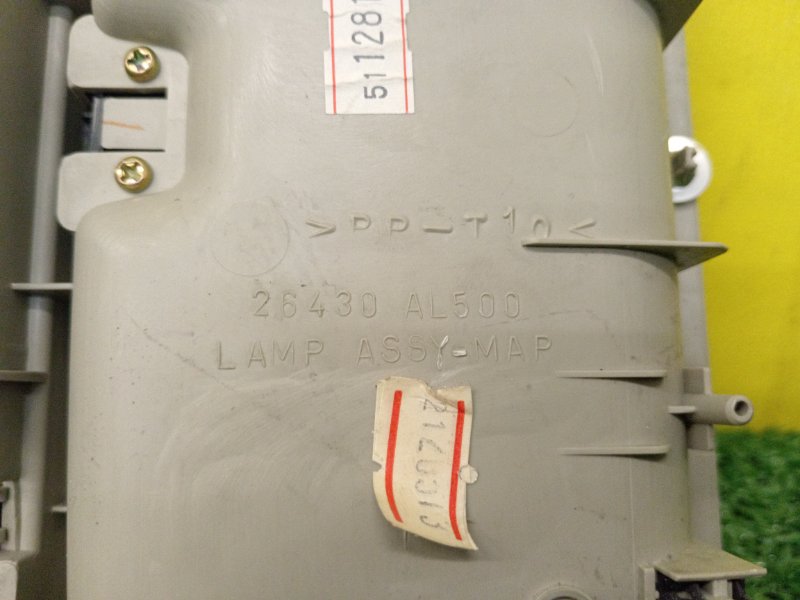 511281
>PP-T10<
26430 AL500
LAMP ASSY-MAP